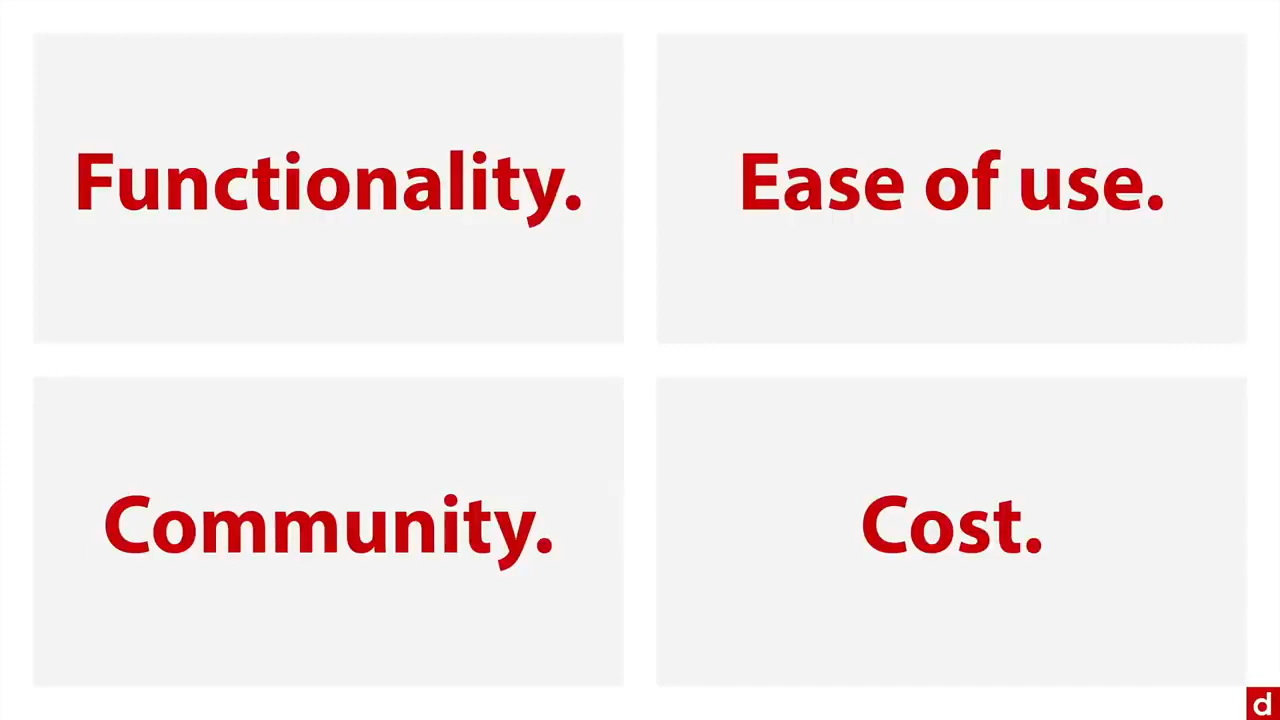 Functionality.
Ease of use.
Community.
Cost.
d